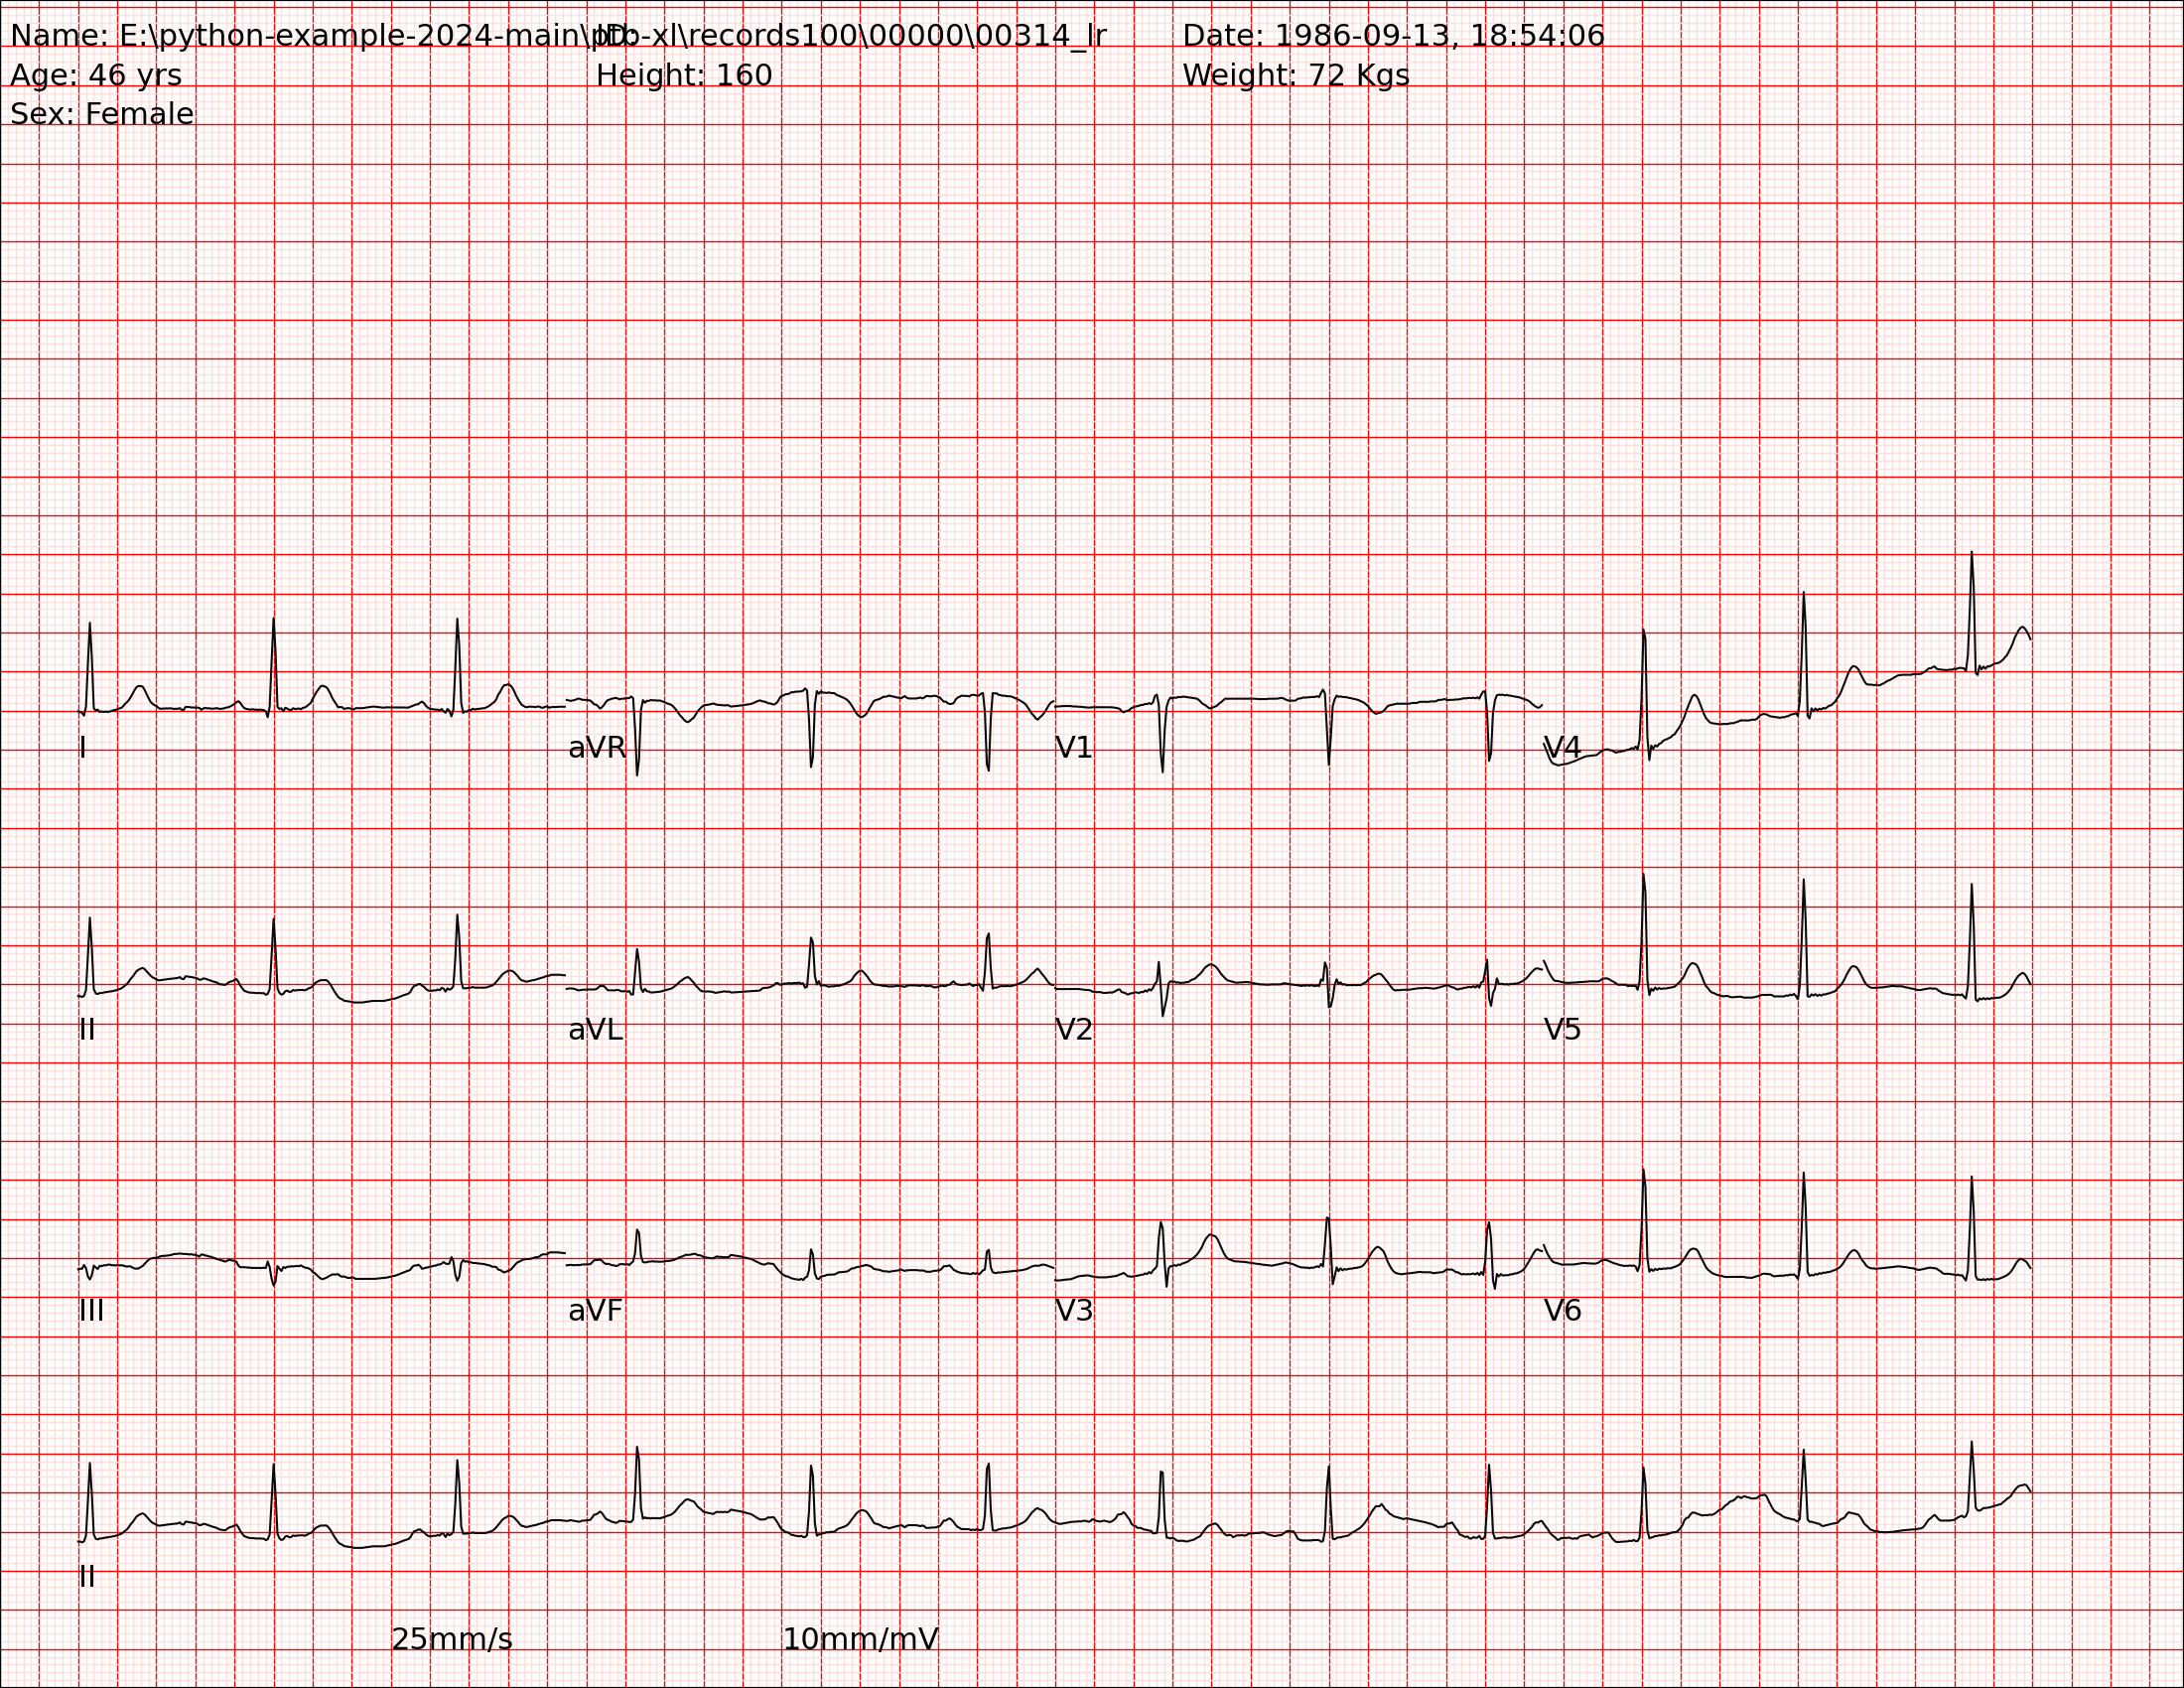 Name: E:\python-example-2024-main\ptb-xl\records100\00000\00314_lr ID: Date: 1986-09-13, 18:54:06
Age: 46 yrs Height: 160 Weight: 72 Kgs
Sex: Female
I aVR V1 V4
II aVL V2 V5
III aVF V3 V6
II
25mm/s 10mm/mV